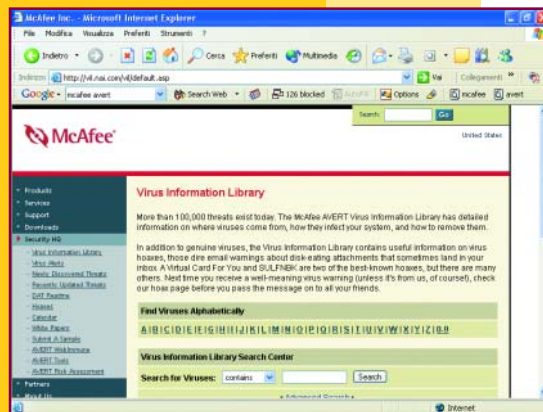 McAfee Inc. - Microsoft Internet Explorer
File Modifica Visualizza Preferiti Strumenti ?
Indietro Cerca Preferiti Multimedia
Indirizzo http://vil.nai.com/vil/default.asp Vai Collegamenti »
Google mcafee avert Search Web 126 blocked AutoFill Options mcafee avert
Search: Go
McAfee United States
Products
Services
Support
Downloads
Security HQ
- Virus Information Library
- Virus Alerts
- Newly Discovered Threats
- Recently Updated Threats
- DAT Readme
- Hoaxes
- Calendar
- White Papers
- Submit A Sample
- AVERT WebImmune
- AVERT Tools
- AVERT Risk Assessment
Partners
About Us
Virus Information Library
More than 100,000 threats exist today. The McAfee AVERT Virus Information Library has detailed
information on where viruses come from, how they infect your system, and how to remove them.
In addition to genuine viruses, the Virus Information Library contains useful information on virus
hoaxes, those dire email warnings about disk-eating attachments that sometimes land in your
inbox. A Virtual Card For You and SULFNBK are two of the best-known hoaxes, but there are many
others. Next time you receive a well-meaning virus warning (unless it's from us, of course!), check
our hoax page before you pass the message on to all your friends.
Find Viruses Alphabetically
A|B|C|D|E|F|G|H|I|J|K|L|M|N|O|P|Q|R|S|T|U|V|W|X|Y|Z|0-9
Virus Information Library Search Center
Search for Viruses: contains Search
Advanced Search
Internet